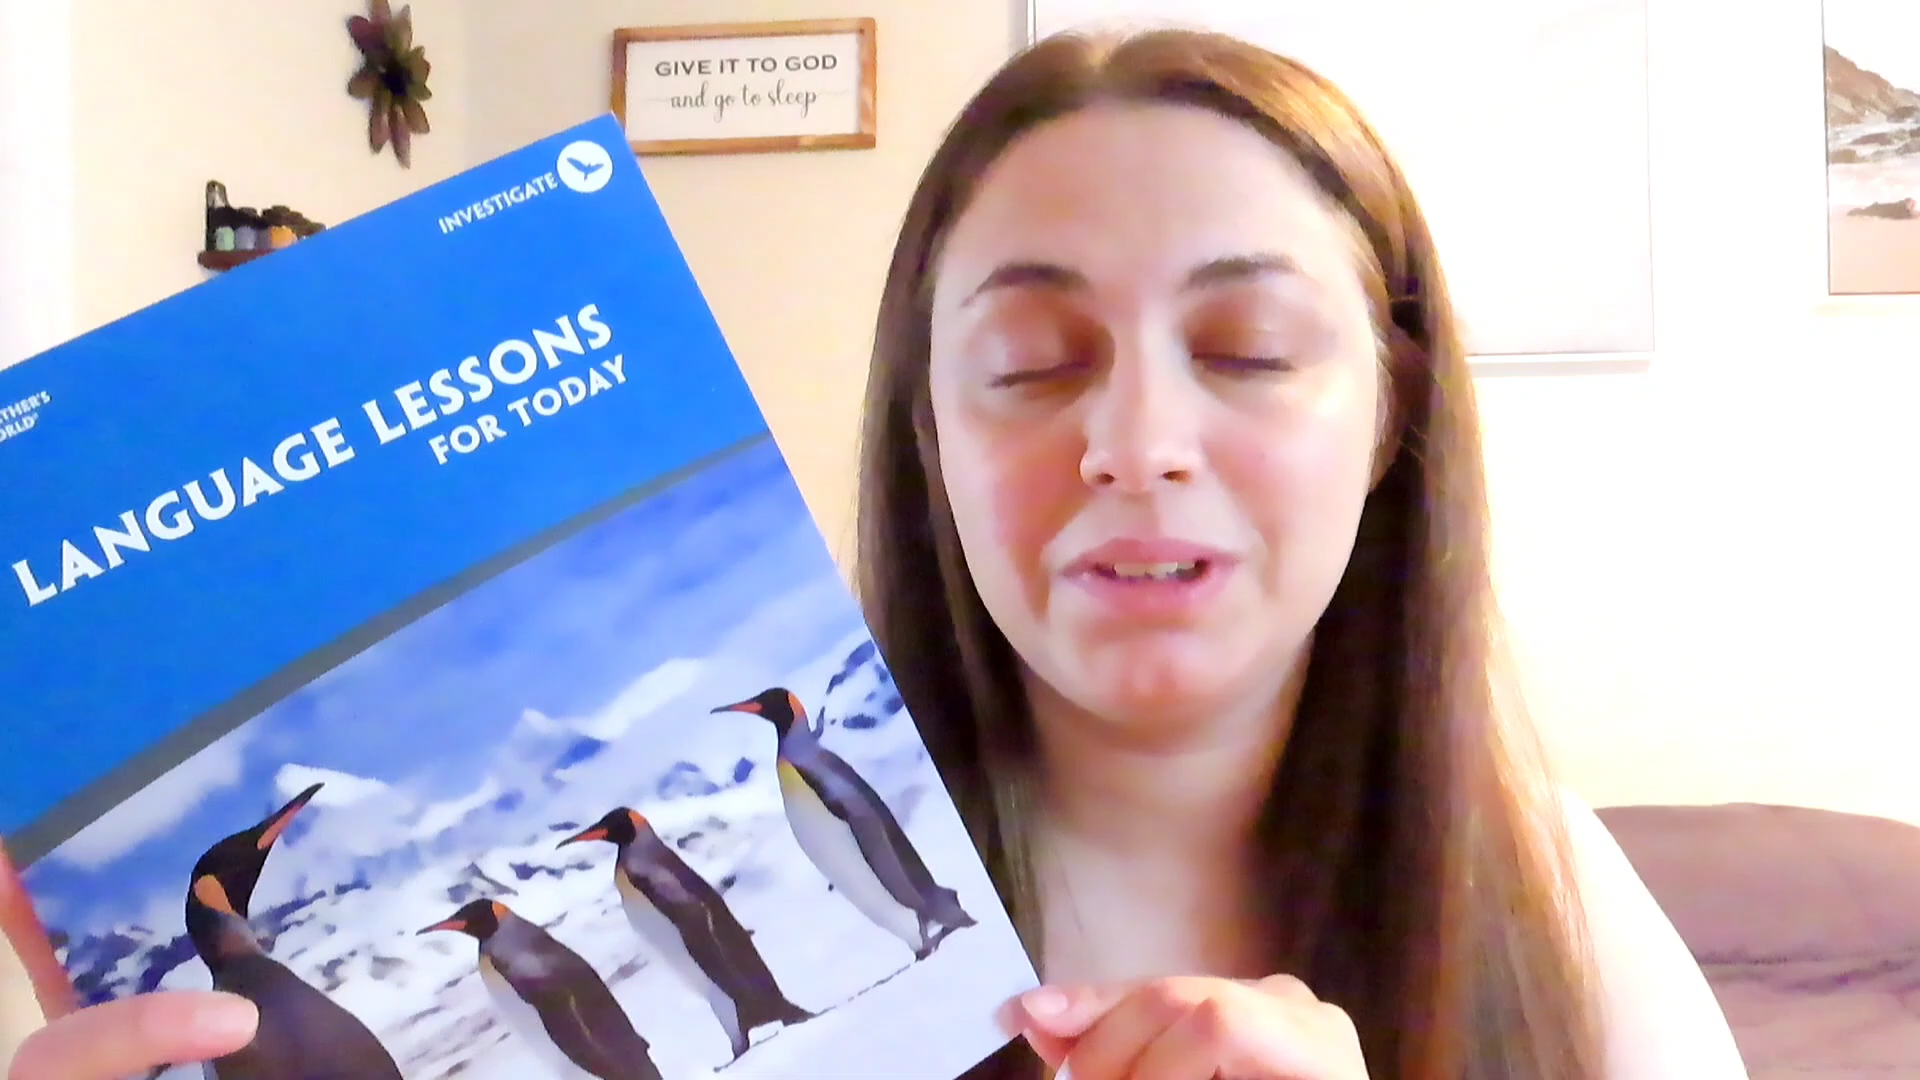 GIVE IT TO GOD
and go to sleep
INVESTIGATE
LANGUAGE LESSONS
FOR TODAY